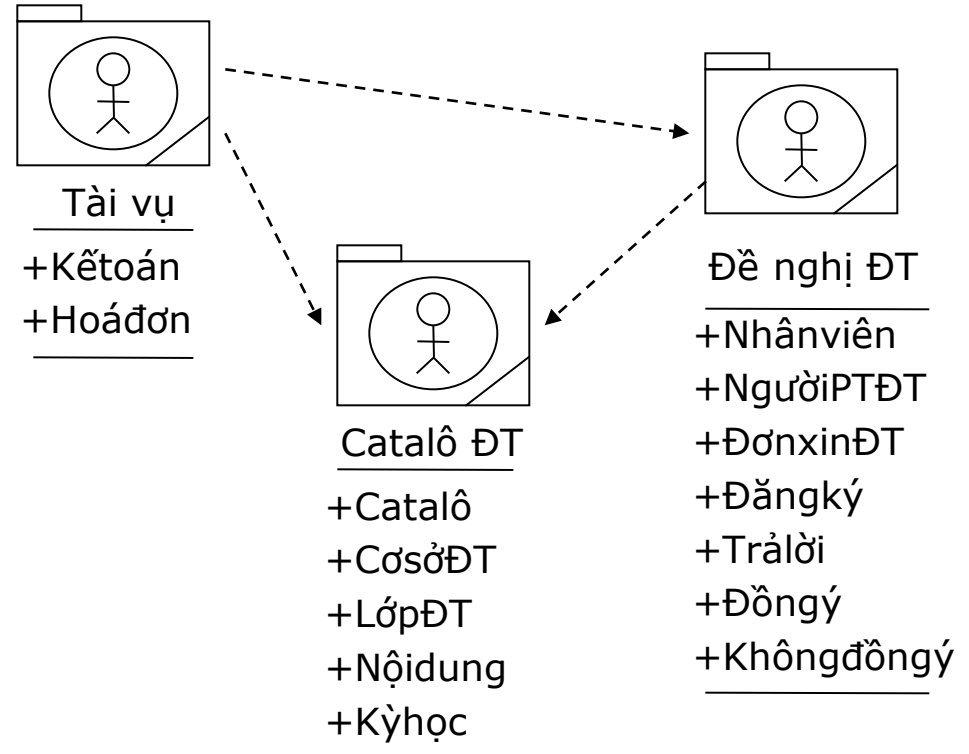 Tài vụ
+Kếtoán
+Hoáđơn
Catalô ĐT
+Catalô
+CơsởĐT
+LớpĐT
+Nộidung
+Kỳhọc
Đề nghị ĐT
+Nhânviên
+NgườiPTĐT
+ĐơnxinĐT
+Đăngký
+Trảlời
+Đồngý
+Khôngđồngý